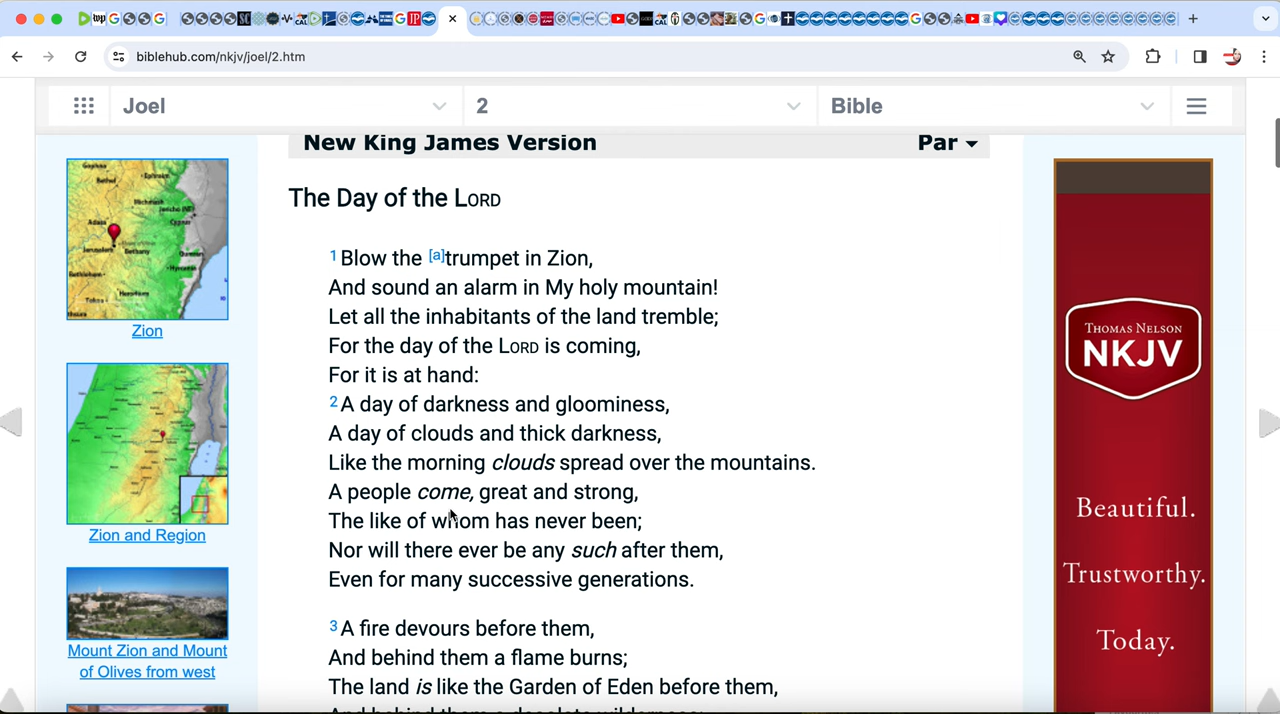 biblehub.com/nkjv/joel/2.htm
Joel
2
Bible
New King James Version
Par
The Day of the LORD
1 Blow the [a]trumpet in Zion,
And sound an alarm in My holy mountain!
Let all the inhabitants of the land tremble;
For the day of the LORD is coming,
For it is at hand:
2 A day of darkness and gloominess,
A day of clouds and thick darkness,
Like the morning clouds spread over the mountains.
A people come, great and strong,
The like of whom has never been;
Nor will there ever be any such after them,
Even for many successive generations.
3 A fire devours before them,
And behind them a flame burns;
The land is like the Garden of Eden before them,
And behind them a desolate wilderness;
Zion
Zion and Region
Mount Zion and Mount
of Olives from west
THOMAS NELSON
NKJV
Beautiful.
Trustworthy.
Today.